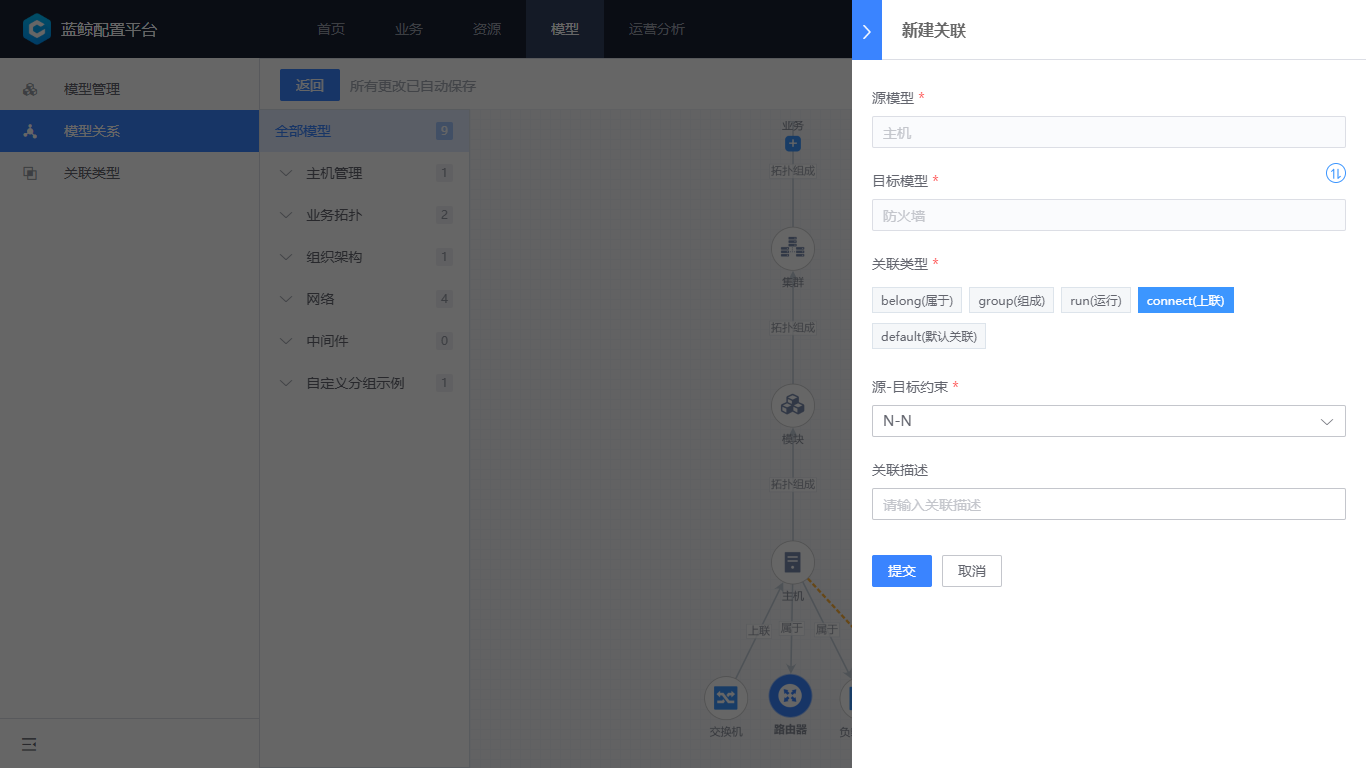 蓝鲸配置平台
首页
业务
资源
模型
运营分析
模型管理
模型关系
关联类型
返回
所有更改已自动保存
全部模型 9
主机管理 1
业务拓扑 2
组织架构 1
网络 4
中间件 0
自定义分组示例 1
业务
拓扑组成
集群
拓扑组成
模块
拓扑组成
主机
上联
属于
属于
交换机
路由器
负
新建关联
源模型 *
主机
目标模型 *
防火墙
关联类型 *
belong(属于)
group(组成)
run(运行)
connect(上联)
default(默认关联)
源-目标约束 *
N-N
关联描述
请输入关联描述
提交
取消